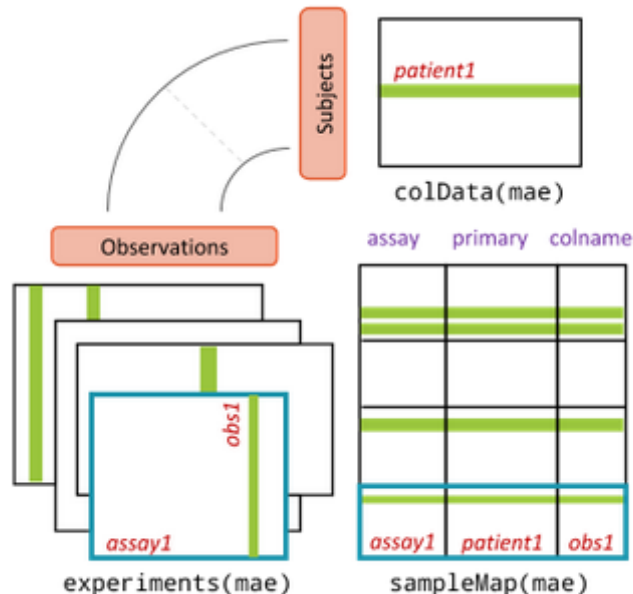 Subjects
patient1
colData(mae)
Observations
assay primary colname
obs1
assay1
assay1 patient1 obs1
experiments(mae)
sampleMap(mae)